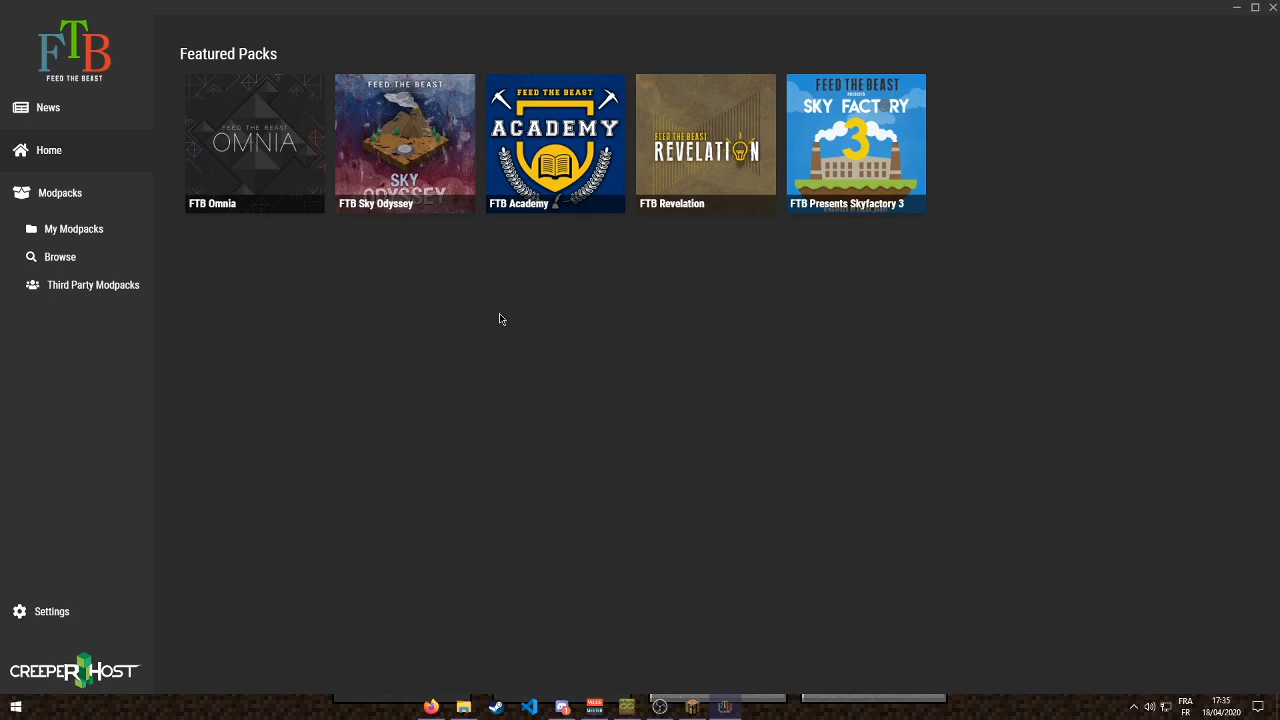 FTB
FEED THE BEAST
News
Home
Modpacks
My Modpacks
Browse
Third Party Modpacks
Settings
CREEPERHOST
Featured Packs
FEED THE BEAST
OMNIA
FTB Omnia
FEED THE BEAST
SKY
ODYSSEY
FTB Sky Odyssey
FEED THE BEAST
ACADEMY
FTB Academy
FEED THE BEAST
REVELATION
FTB Revelation
FEED THE BEAST
PRESENTS
SKY FACTORY
3
FTB Presents Skyfactory 3
FRA
FR
17:35
18/04/2020